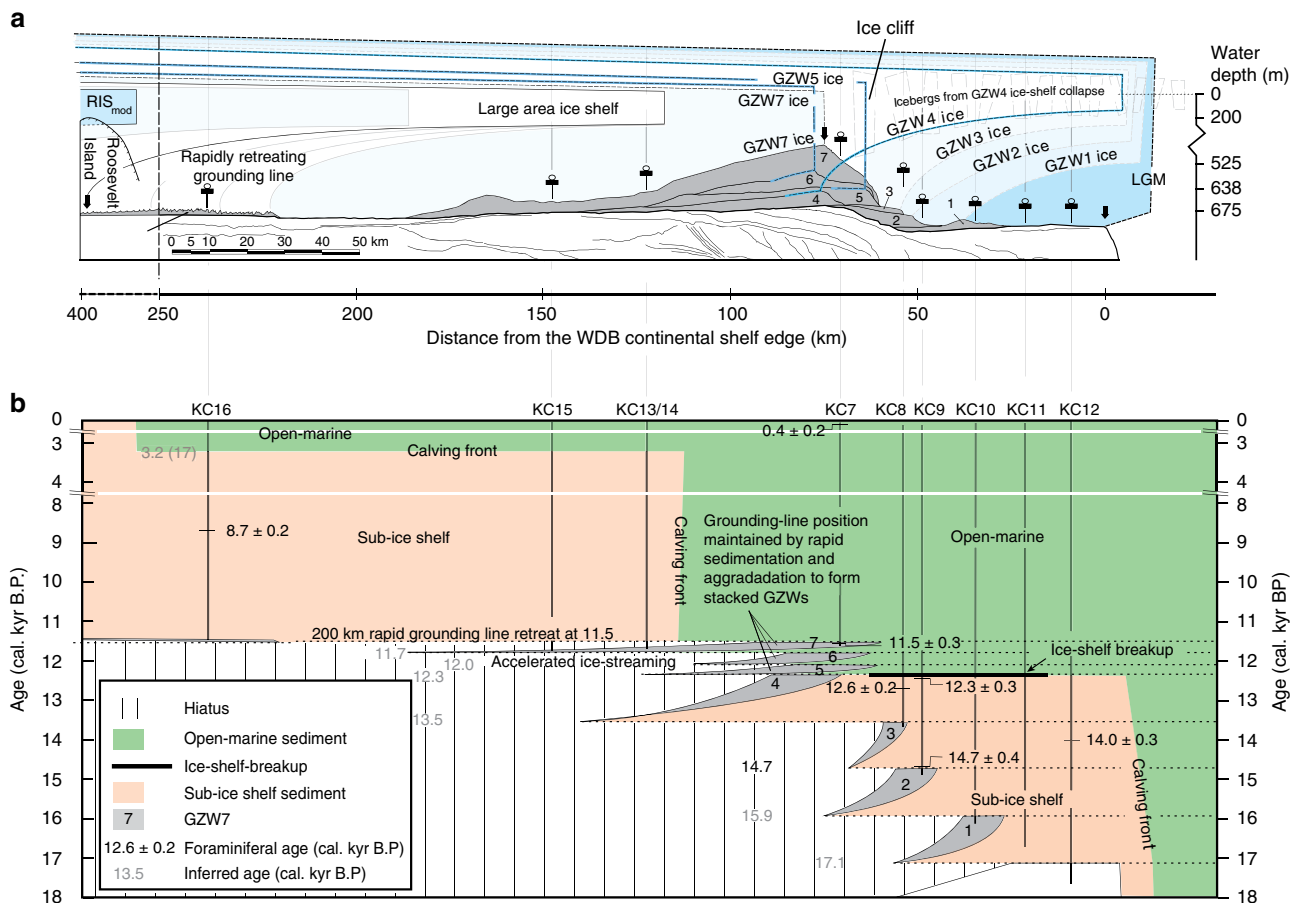 a
Ice cliff
Water
depth (m)
GZW5 ice
RIS mod
Large area ice shelf
GZW7 ice
Icebergs from GZW4 ice-shelf collapse
0
200
GZW4 ice
GZW3 ice
GZW2 ice
GZW1 ice
LGM
Roosevelt
Island
Rapidly retreating
grounding line
GZW7 ice
7
6
5
4
3
2
1
525
638
675
0 5 10 20 30 40 50 km
400 250 200 150 100 50 0
Distance from the WDB continental shelf edge (km)
b
KC16 KC15 KC13/14 KC7 KC8 KC9 KC10 KC11 KC12
0
3
4
8
9
10
11
12
13
14
15
16
17
18
Age (cal. kyr B.P.)
0
3
4
8
9
10
11
12
13
14
15
16
17
18
Age (cal. kyr BP)
0.4 ± 0.2
Open-marine
3.2 (17)
Calving front
8.7 ± 0.2
Sub-ice shelf
Calving front
Grounding-line position
maintained by rapid
sedimentation and
aggradadation to form
stacked GZWs
Open-marine
200 km rapid grounding line retreat at 11.5
7
11.5 ± 0.3
11.7
Accelerated ice-streaming
6
Ice-shelf breakup
12.0
5
12.3
4
12.6 ± 0.2
12.3 ± 0.3
13.5
3
14.0 ± 0.3
14.7
14.7 ± 0.4
2
Sub-ice shelf
Calving front
15.9
1
17.1
Hiatus
Open-marine sediment
Ice-shelf-breakup
Sub-ice shelf sediment
7 GZW7
12.6 ± 0.2 Foraminiferal age (cal. kyr B.P)
13.5 Inferred age (cal. kyr B.P)